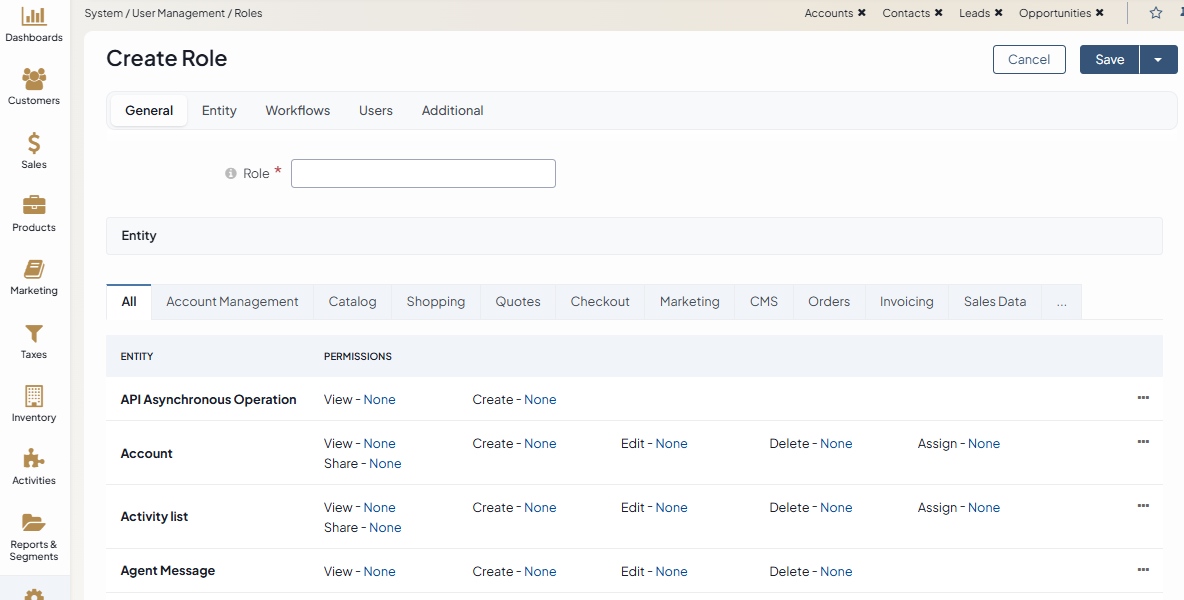 System / User Management / Roles
Accounts ✖ Contacts ✖ Leads ✖ Opportunities ✖
Dashboards
Customers
Sales
Products
Marketing
Taxes
Inventory
Activities
Reports &
Segments
Create Role
Cancel
Save
General Entity Workflows Users Additional
Role *
Entity
All Account Management Catalog Shopping Quotes Checkout Marketing CMS Orders Invoicing Sales Data ...
ENTITY PERMISSIONS
API Asynchronous Operation View - None Create - None
Account View - None Create - None Edit - None Delete - None Assign - None
Share - None
Activity list View - None Create - None Edit - None Delete - None Assign - None
Share - None
Agent Message View - None Create - None Edit - None Delete - None